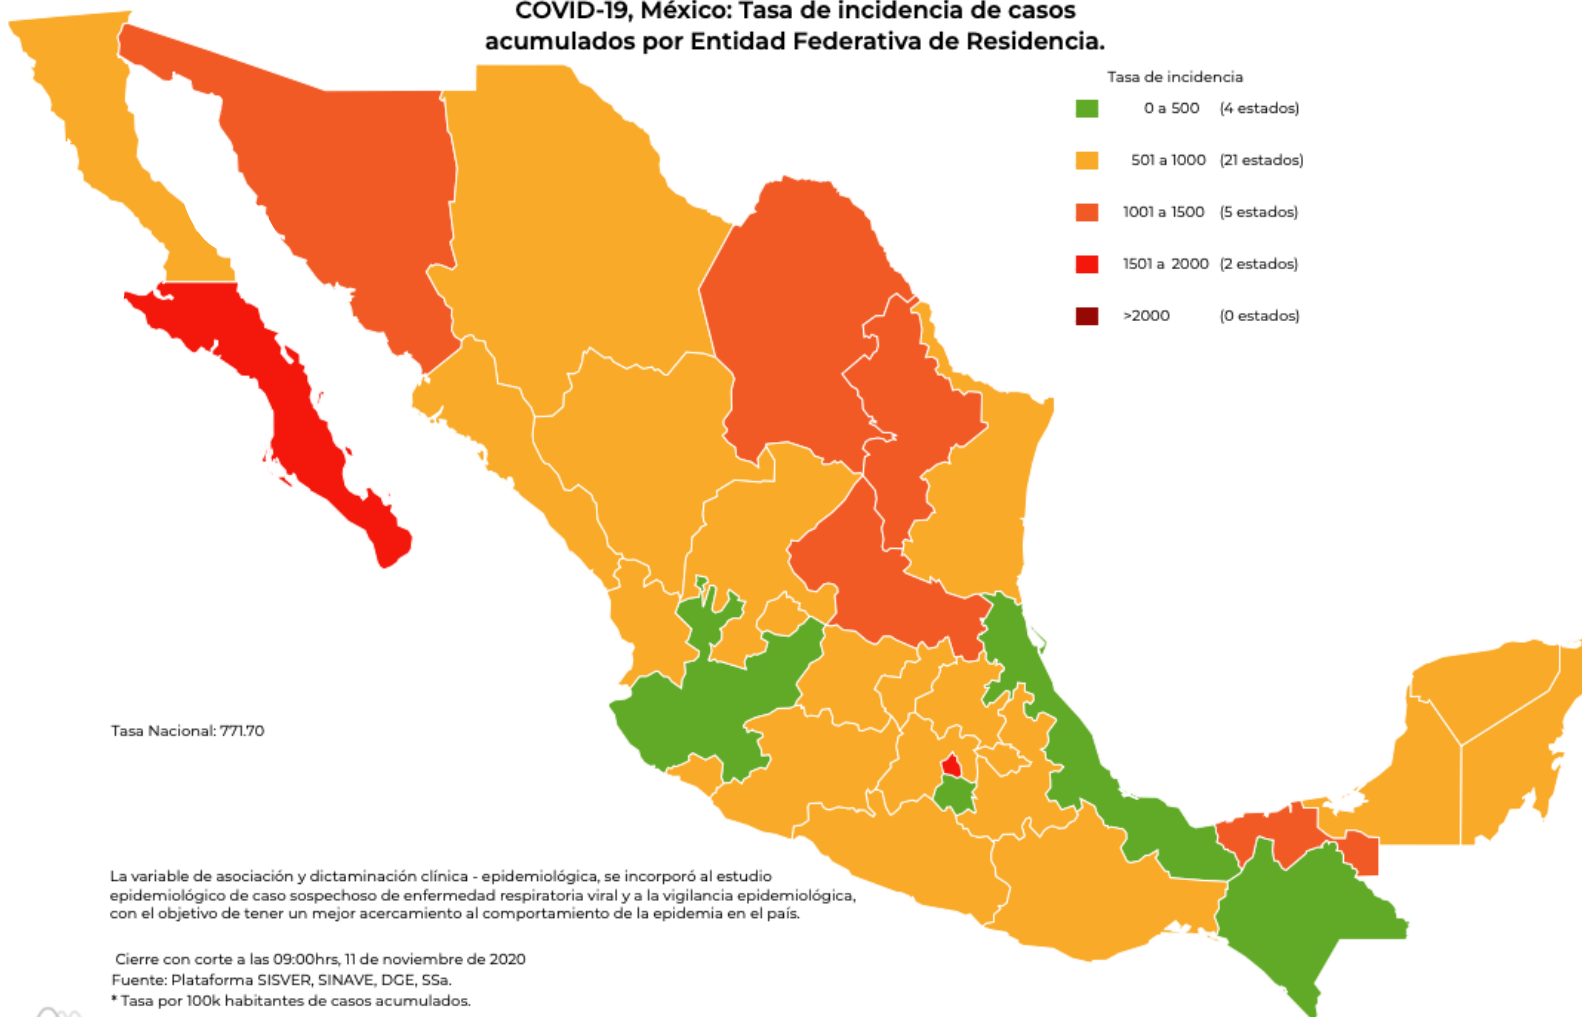 COVID-19, México: Tasa de incidencia de casos
acumulados por Entidad Federativa de Residencia.
Tasa de incidencia
0 a 500 (4 estados)
501 a 1000 (21 estados)
1001 a 1500 (5 estados)
1501 a 2000 (2 estados)
>2000 (0 estados)
Tasa Nacional: 771.70
La variable de asociación y dictaminación clínica - epidemiológica, se incorporó al estudio
epidemiológico de caso sospechoso de enfermedad respiratoria viral y a la vigilancia epidemiológica,
con el objetivo de tener un mejor acercamiento al comportamiento de la epidemia en el país.
Cierre con corte a las 09:00hrs, 11 de noviembre de 2020
Fuente: Plataforma SISVER, SINAVE, DGE, SSa.
* Tasa por 100k habitantes de casos acumulados.